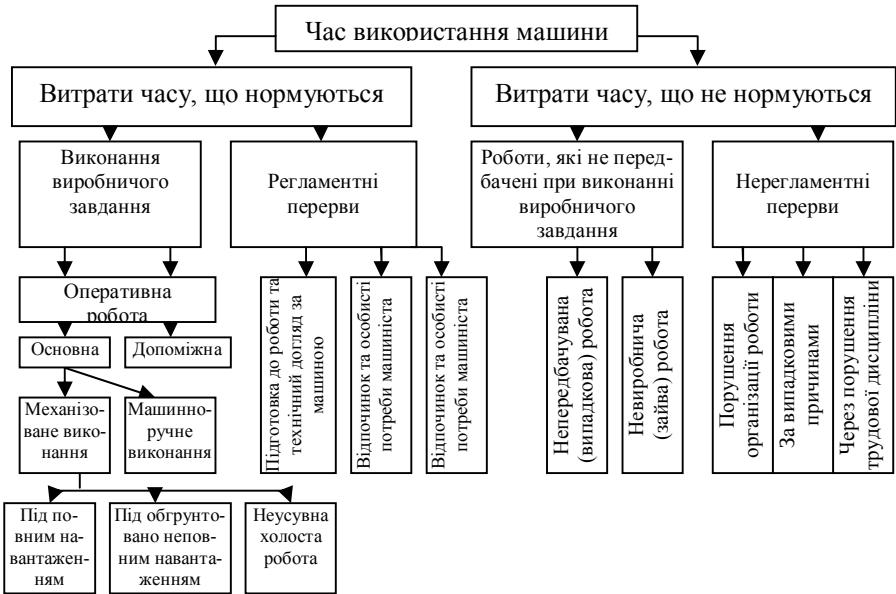 Час використання машини
Витрати часу, що нормуються
Витрати часу, що не нормуються
Виконання
виробничого
завдання
Регламентні
перерви
Роботи, які не перед-
бачені при виконанні
виробничого
завдання
Нерегламентні
перерви
Оперативна
робота
Основна
Допоміжна
Механізо-
ване вико-
нання
Машинно-
ручне
виконання
Під по-
вним на-
вантажен-
ням
Під обгрунто-
вано неповним навантаженням
Неусувна
холоста
робота
Підготовка до роботи та
технічний догляд за
машиною
Відпочинок та особисті
потреби машиніста
Відпочинок та особисті
потреби машиніста
Непередбачувана
(випадкова) робота
Невиробнича
(зайва) робота
Порушення
організації роботи
За випадковими
причинами
Через порушення
трудової дисципліни